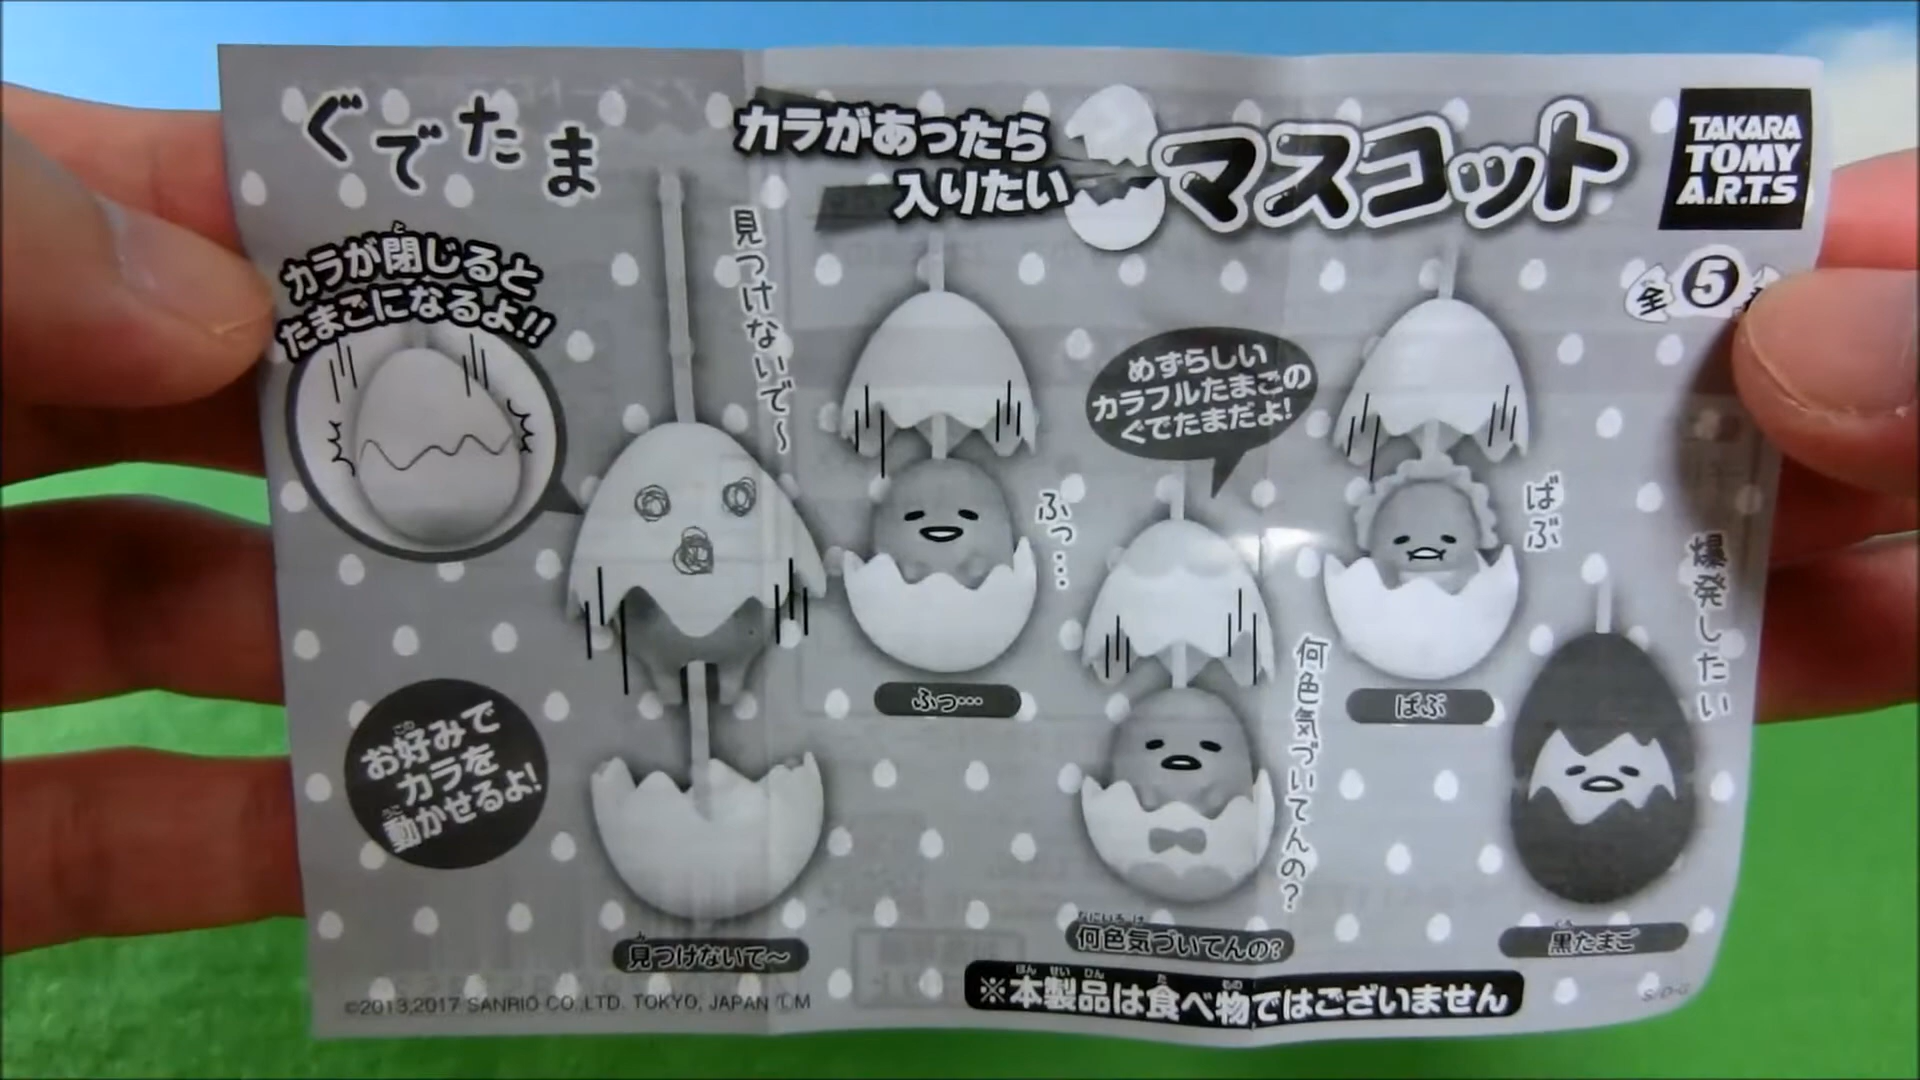 ぐでたま
カラがあったら
入りたい
マスコット
TAKARA
TOMY
A.R.T.S
全5
カラが閉じると
たまごになるよ!!
お好みで
カラを
動かせるよ!
見つけないで〜
見つけないで〜
ふっ…
ふっ…
めずらしい
カラフルたまごの
ぐでたまだよ!
何色気づいてんの?
何色気づいてんの?
ばぶ
ばぶ
爆発したい
黒たまご
©2013,2017 SANRIO CO.,LTD. TOKYO, JAPAN Ⓛ M
※本製品は食べ物ではございません
S/D-G